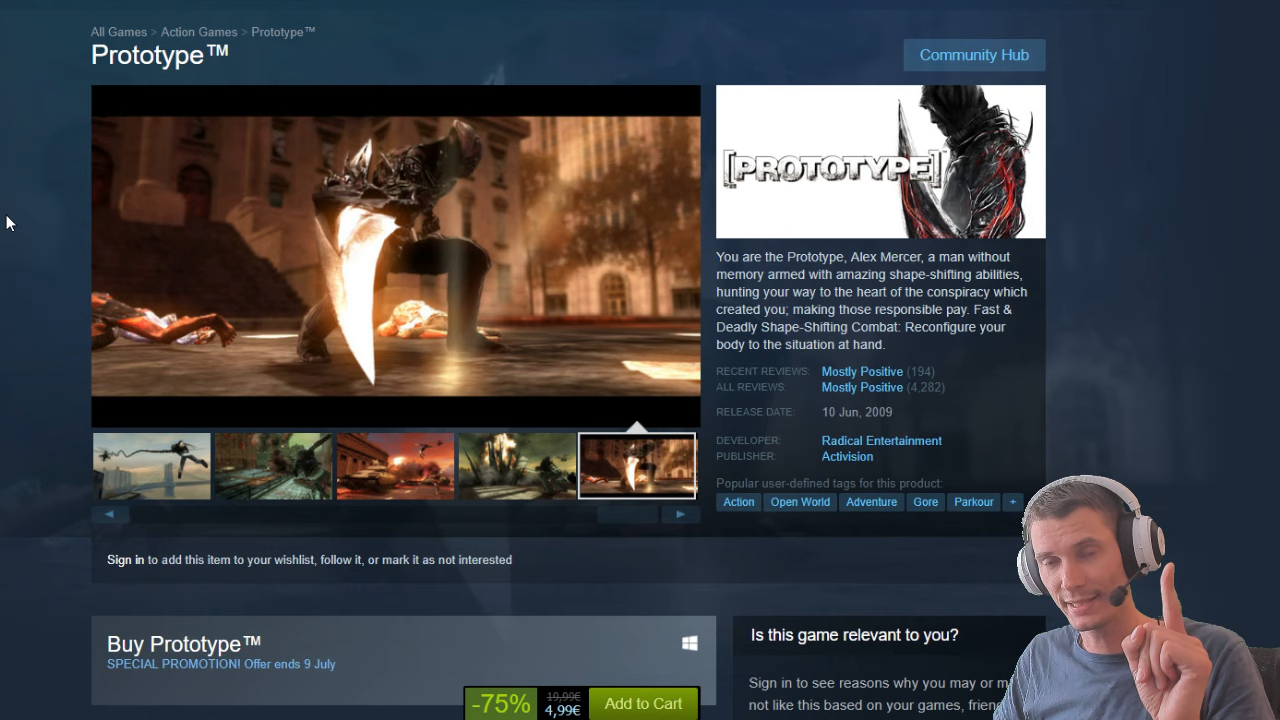 All Games > Action Games > Prototype™
Prototype™
Community Hub
[PROTOTYPE]
You are the Prototype, Alex Mercer, a man without
memory armed with amazing shape-shifting abilities,
hunting your way to the heart of the conspiracy which
created you; making those responsible pay. Fast &
Deadly Shape-Shifting Combat: Reconfigure your
body to the situation at hand.
RECENT REVIEWS: Mostly Positive (194)
ALL REVIEWS: Mostly Positive (4,282)
RELEASE DATE: 10 Jun, 2009
DEVELOPER: Radical Entertainment
PUBLISHER: Activision
Popular user-defined tags for this product:
Action Open World Adventure Gore Parkour +
Sign in to add this item to your wishlist, follow it, or mark it as not interested
Buy Prototype™
SPECIAL PROMOTION! Offer ends 9 July
-75% 19,99€ 4,99€ Add to Cart
Is this game relevant to you?
Sign in to see reasons why you may or
not like this based on your games,